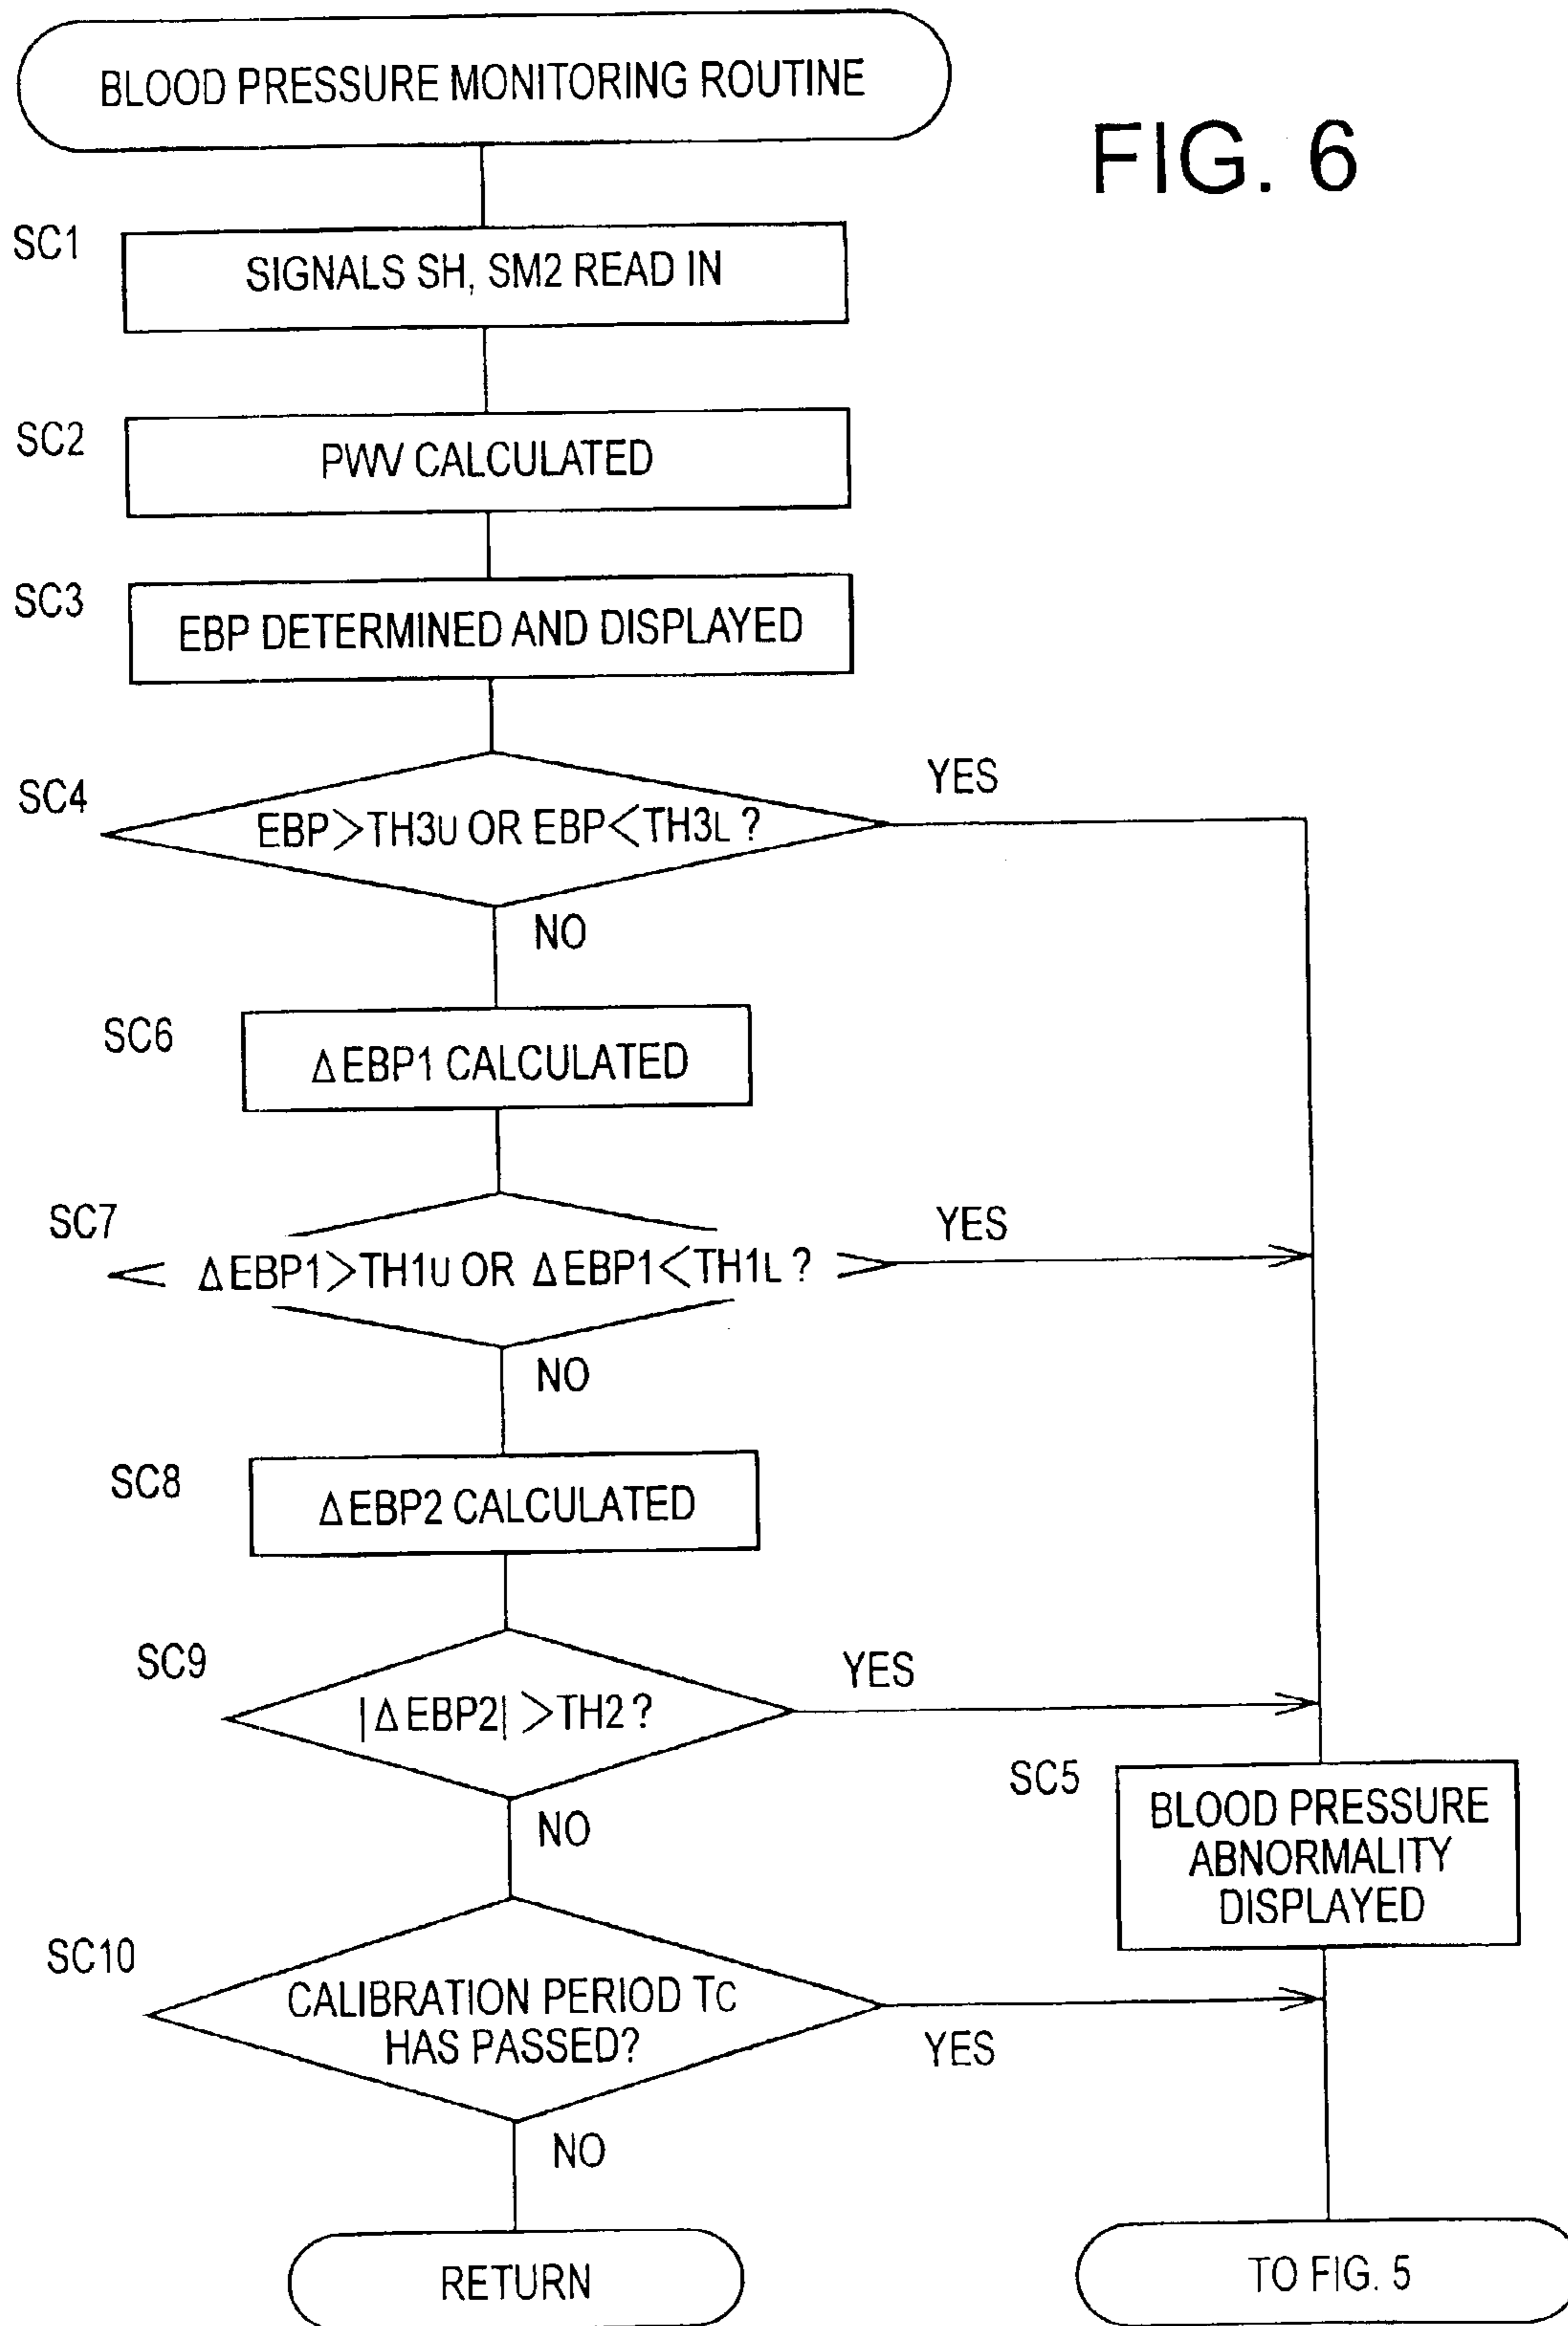 BLOOD PRESSURE MONITORING ROUTINE
FIG. 6
SC1
SIGNALS SH, SM2 READ IN
SC2
PWV CALCULATED
SC3
EBP DETERMINED AND DISPLAYED
SC4
EBP>TH3U OR EBP<TH3L ?
YES
NO
SC6
ΔEBP1 CALCULATED
SC7
ΔEBP1>TH1U OR ΔEBP1<TH1L ?
YES
NO
SC8
ΔEBP2 CALCULATED
SC9
|ΔEBP2| >TH2 ?
YES
NO
SC5
BLOOD PRESSURE
ABNORMALITY
DISPLAYED
SC10
CALIBRATION PERIOD TC
HAS PASSED?
YES
NO
RETURN
TO FIG. 5